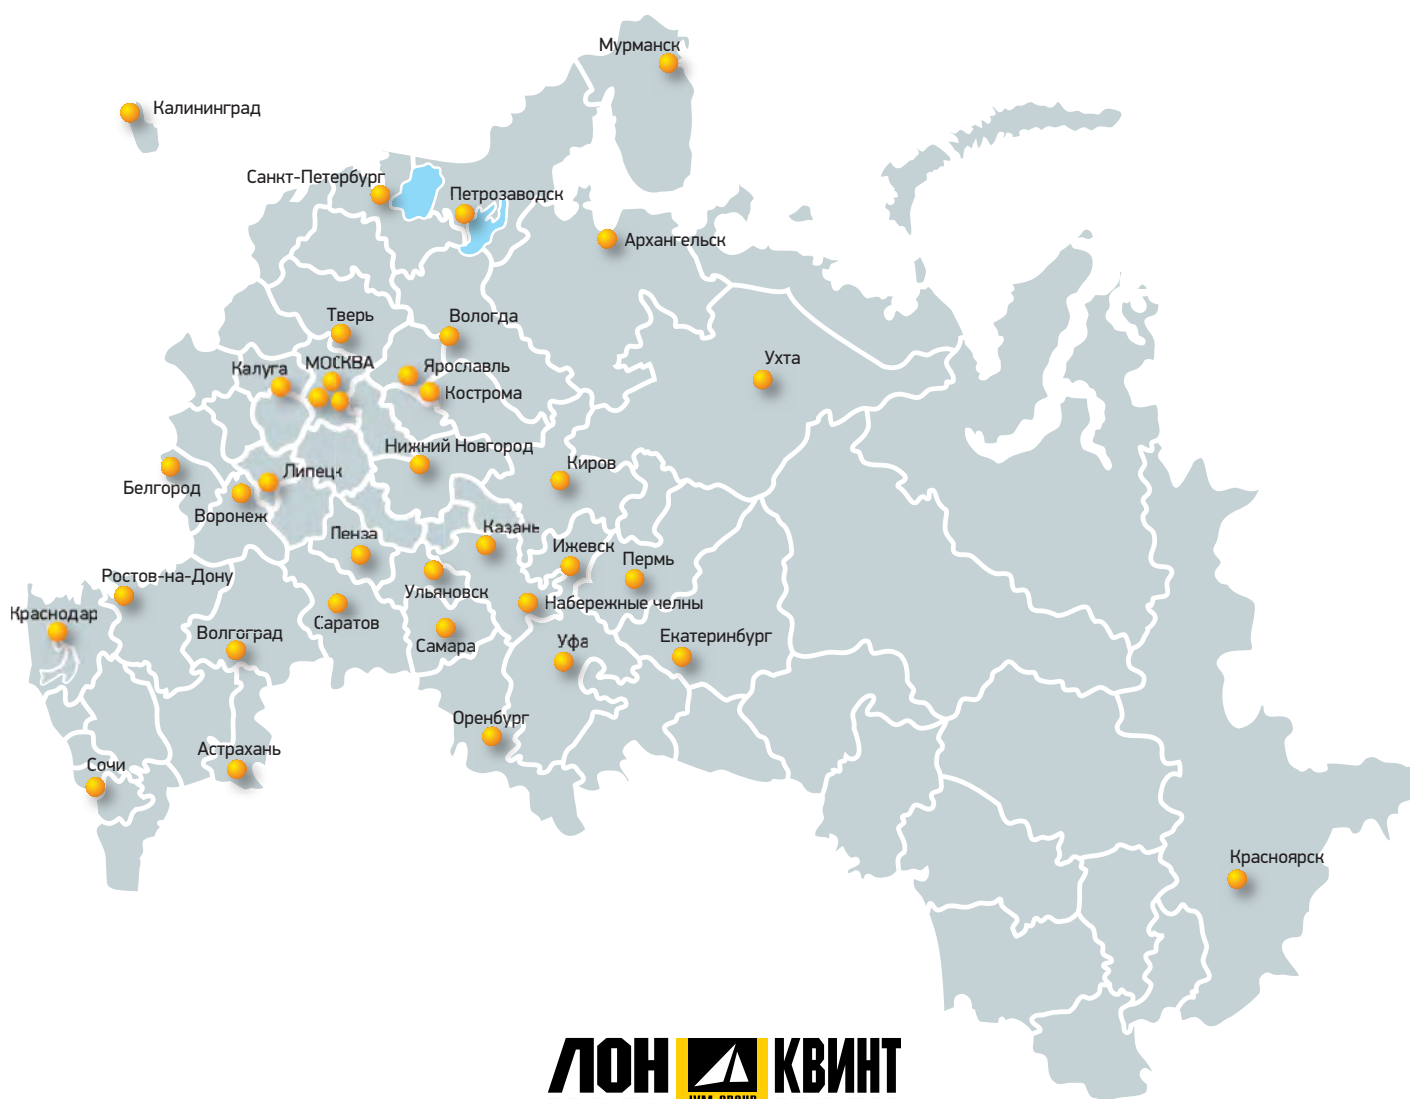 Мурманск
Калининград
Санкт-Петербург
Петрозаводск
Архангельск
Тверь
Вологда
Калуга
МОСКВА
Ярославль
Ухта
Кострома
Нижний Новгород
Киров
Липецк
Белгород
Воронеж
Пенза
Казань
Ижевск
Пермь
Ростов-на-Дону
Ульяновск
Набережные челны
Краснодар
Саратов
Волгоград
Самара
Уфа
Екатеринбург
Оренбург
Астрахань
Сочи
Красноярск
ЛОН КВИНТ